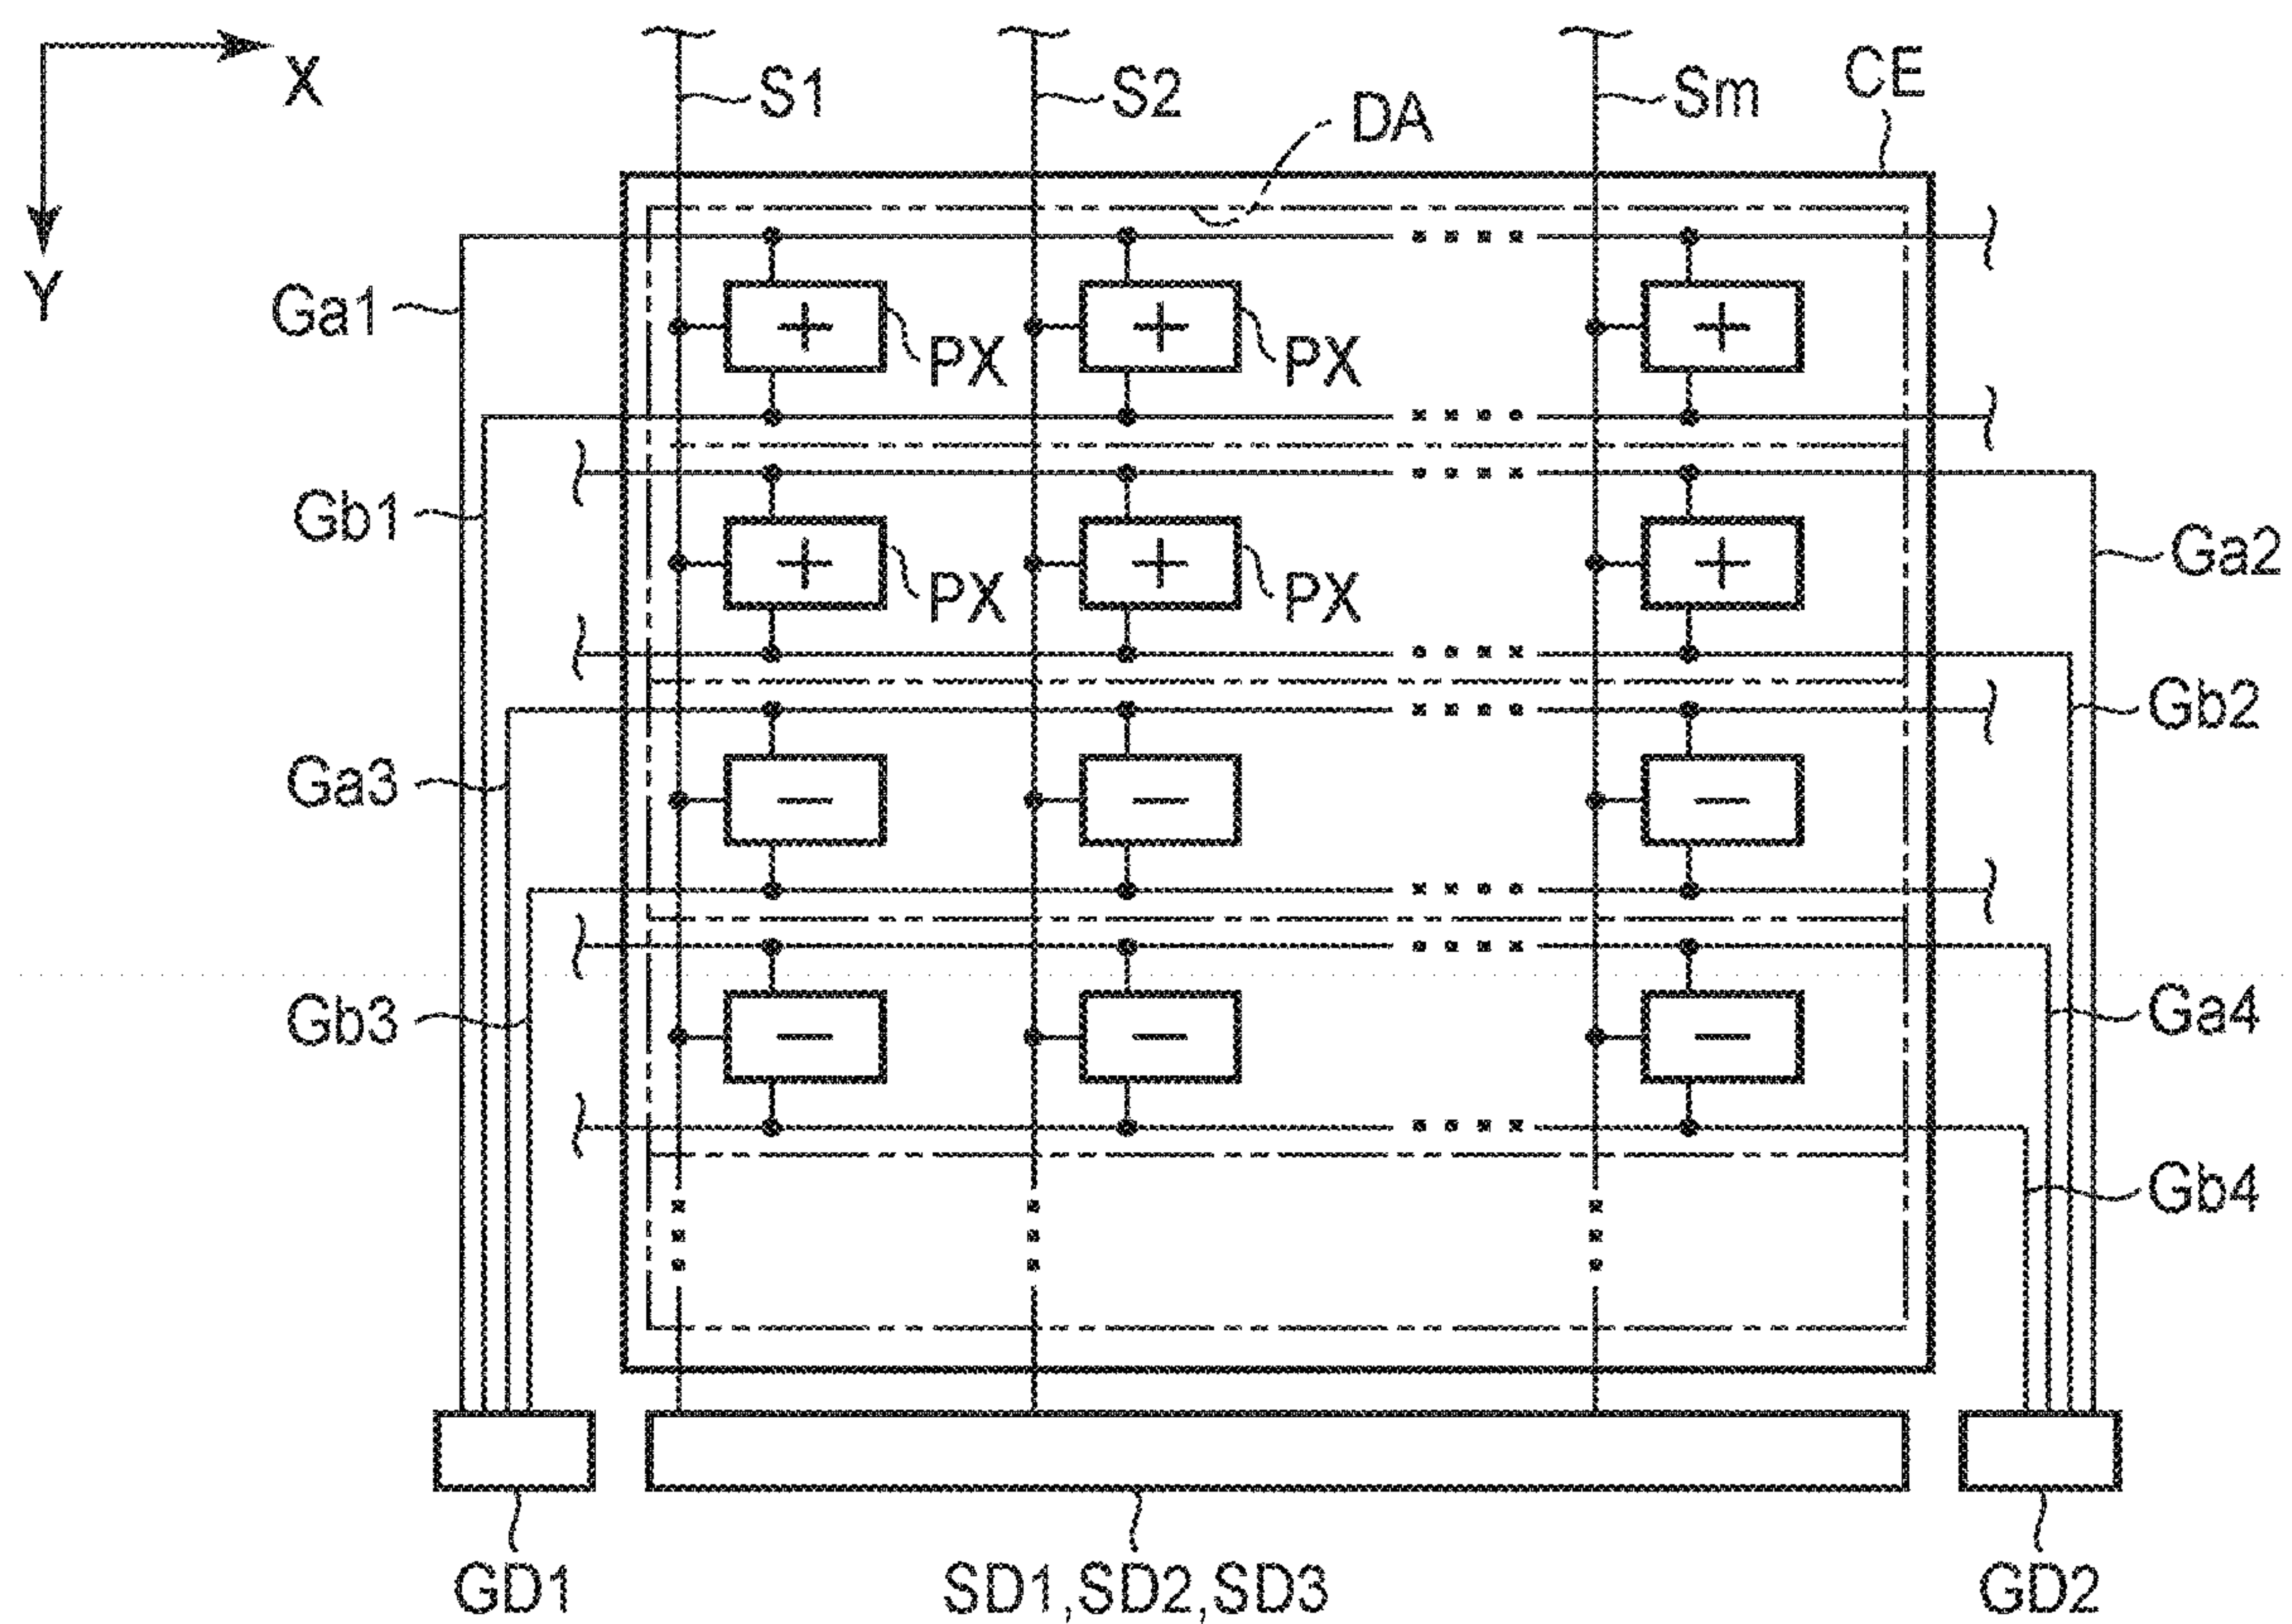 X
S1
S2
DA
Sm
CE
Y
Ga1
+
PX
+
PX
+
Gb1
+
PX
+
PX
+
Ga2
Gb2
Ga3
−
−
−
Gb3
−
−
−
Ga4
Gb4
GD1
SD1,SD2,SD3
GD2